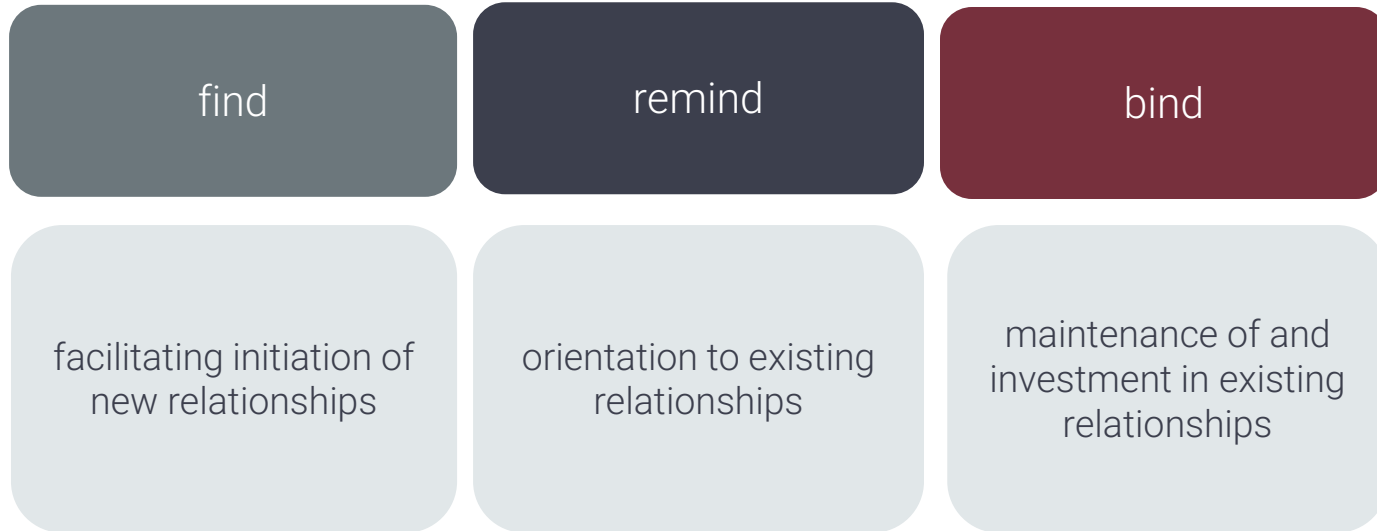 find
remind
bind
facilitating initiation of
new relationships
orientation to existing
relationships
maintenance of and
investment in existing
relationships